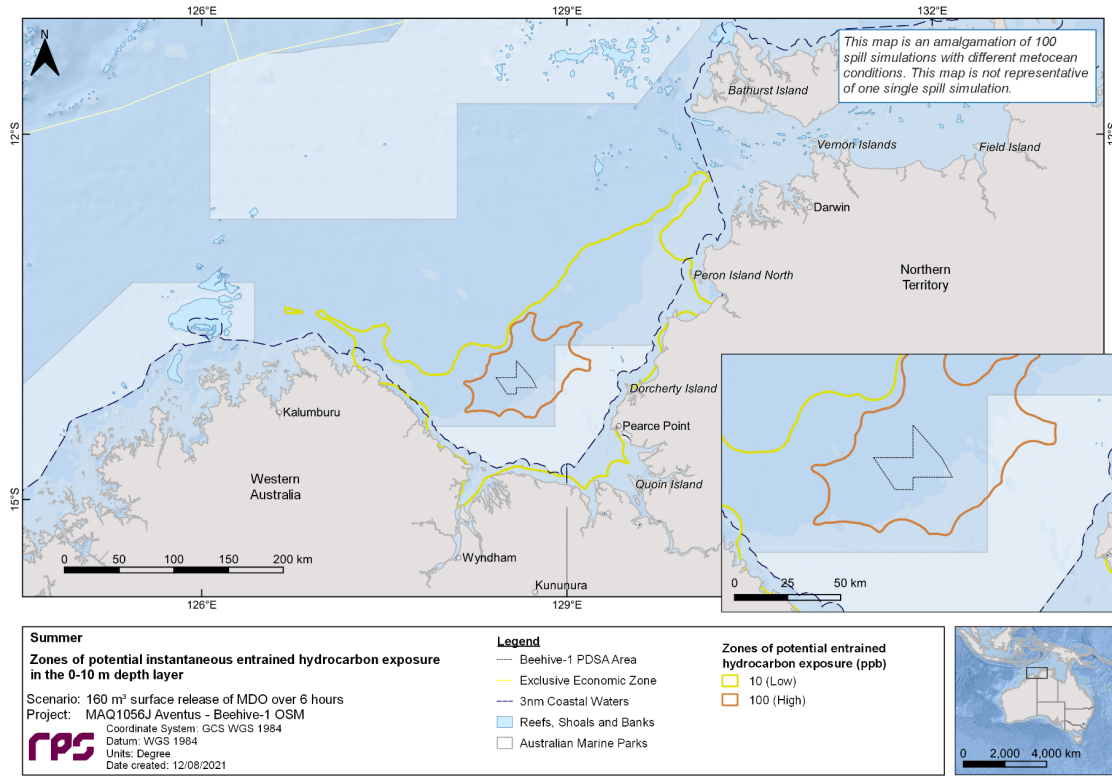 126°E
129°E
132°E
N
This map is an amalgamation of 100
spill simulations with different metocean
conditions. This map is not representative
of one single spill simulation.
Bathurst Island
12°S
12°S
Vernon Islands
Field Island
Darwin
Peron Island North
Northern
Territory
Dorcherty Island
Kalumburu
Pearce Point
Western
Australia
Quoin Island
15°S
0 50 100 150 200 km
Wyndham
Kununurra
0 25 50 km
126°E
129°E
Summer
Zones of potential instantaneous entrained hydrocarbon exposure
in the 0-10 m depth layer
Scenario: 160 m³ surface release of MDO over 6 hours
Project: MAQ1056J Aventus - Beehive-1 OSM
rps
Coordinate System: GCS WGS 1984
Datum: WGS 1984
Units: Degree
Date created: 12/08/2021
Legend
Beehive-1 PDSA Area
Exclusive Economic Zone
3nm Coastal Waters
Reefs, Shoals and Banks
Australian Marine Parks
Zones of potential entrained
hydrocarbon exposure (ppb)
10 (Low)
100 (High)
0 2,000 4,000 km